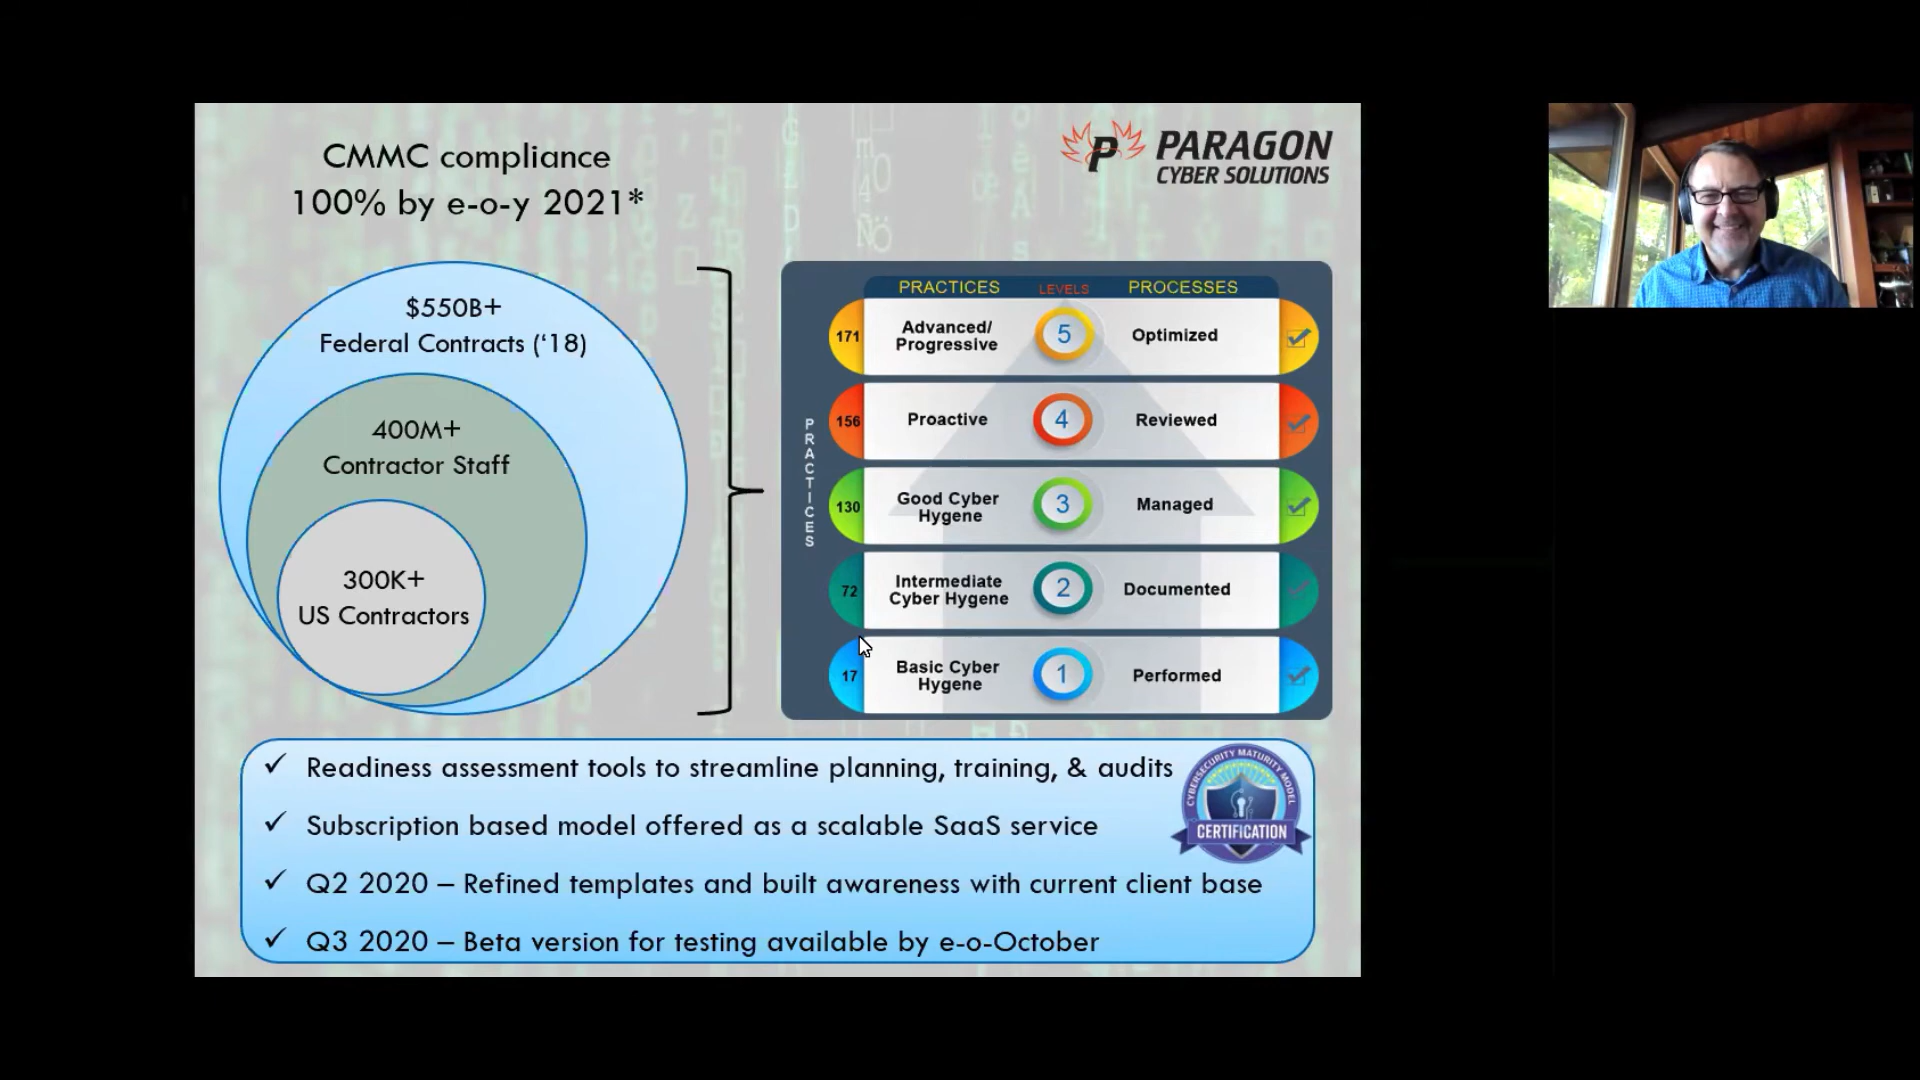 CMMC compliance
100% by e-o-y 2021*
P PARAGON
CYBER SOLUTIONS
$550B+
Federal Contracts (‘18)
400M+
Contractor Staff
300K+
US Contractors
PRACTICES LEVELS PROCESSES
PRACTICES
171 Advanced/
Progressive 5 Optimized
156 Proactive 4 Reviewed
130 Good Cyber
Hygene 3 Managed
72 Intermediate
Cyber Hygene 2 Documented
17 Basic Cyber
Hygene 1 Performed
✓ Readiness assessment tools to streamline planning, training, & audits
✓ Subscription based model offered as a scalable SaaS service
✓ Q2 2020 – Refined templates and built awareness with current client base
✓ Q3 2020 – Beta version for testing available by e-o-October
CYBERSECURITY MATURITY MODEL
CERTIFICATION